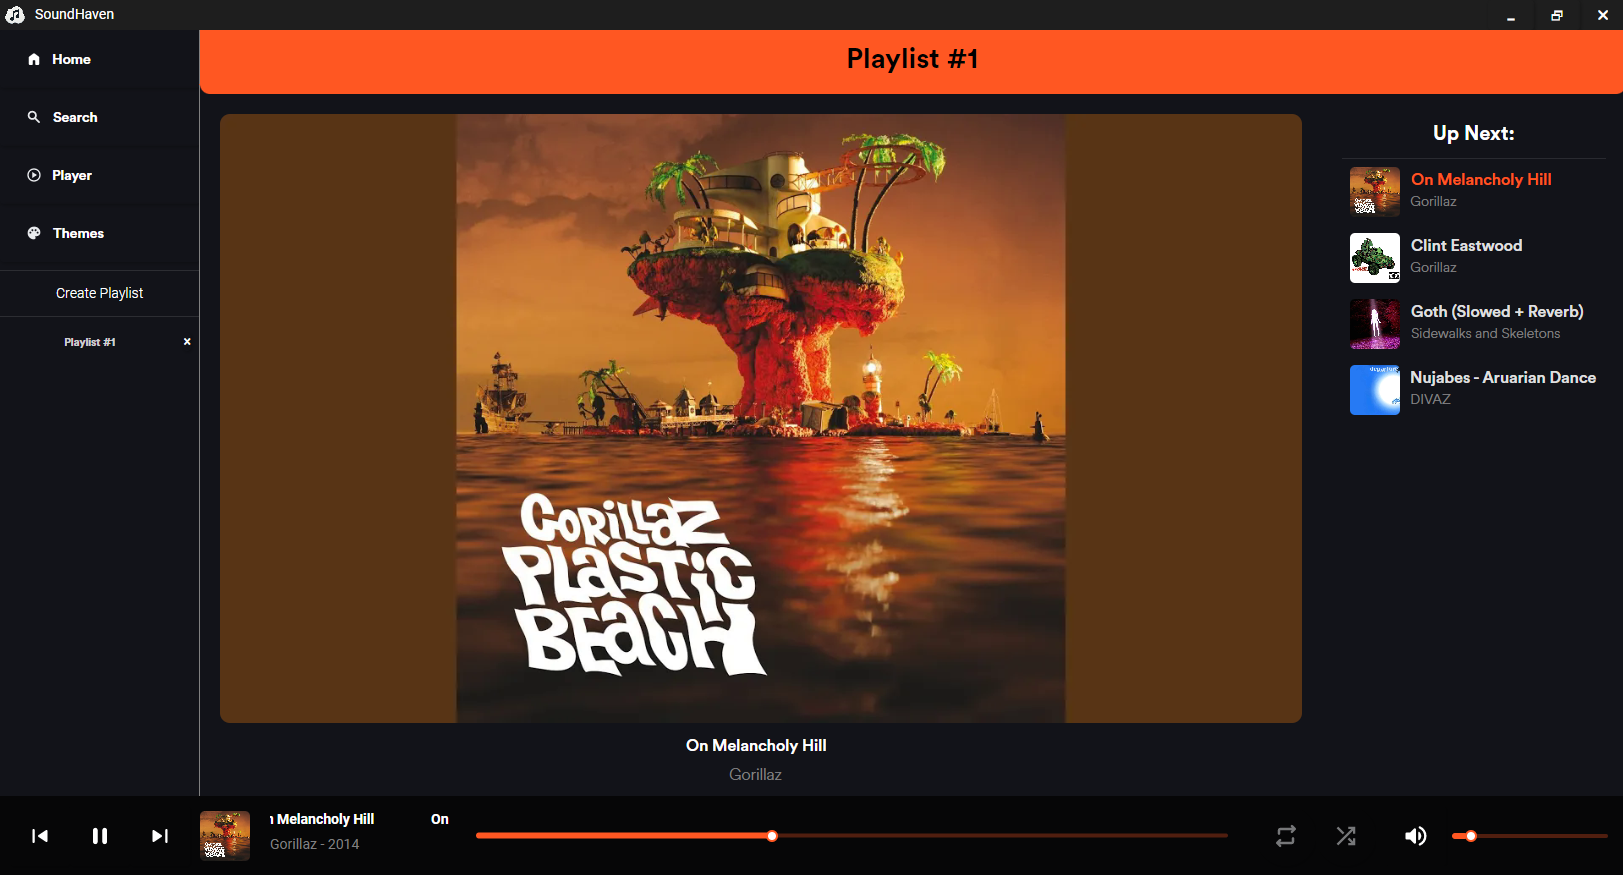 SoundHaven
Home
Search
Player
Themes
Create Playlist
Playlist #1
Playlist #1
GORILLAZ
PLASTIC
BEACH
On Melancholy Hill
Gorillaz
Up Next:
On Melancholy Hill
Gorillaz
Clint Eastwood
Gorillaz
Goth (Slowed + Reverb)
Sidewalks and Skeletons
Nujabes - Aruarian Dance
DIVAZ
Melancholy Hill On
Gorillaz - 2014